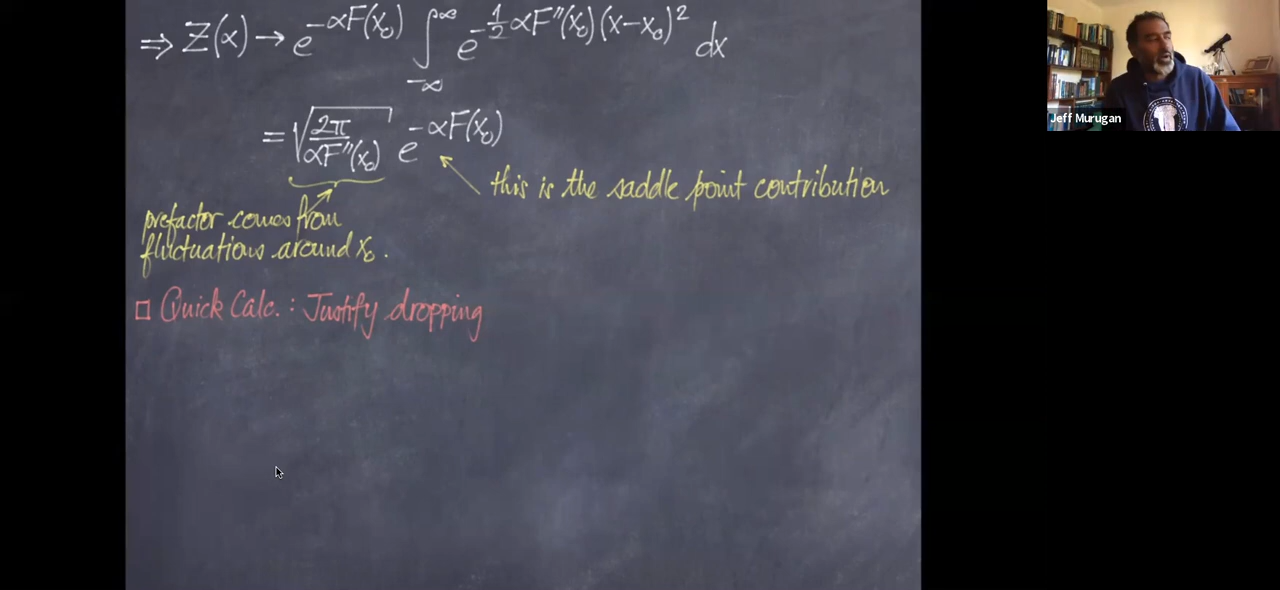 ⇒ Z(α) → e^{-αF(x₀)} ∫_{-∞}^{∞} e^{-½αF″(x₀)(x-x₀)²} dx
= √(2π/αF″(x₀)) e^{-αF(x₀)}
this is the saddle point contribution
prefactor comes from
fluctuations around x₀.
□ Quick Calc. : Justify dropping
Jeff Murugan